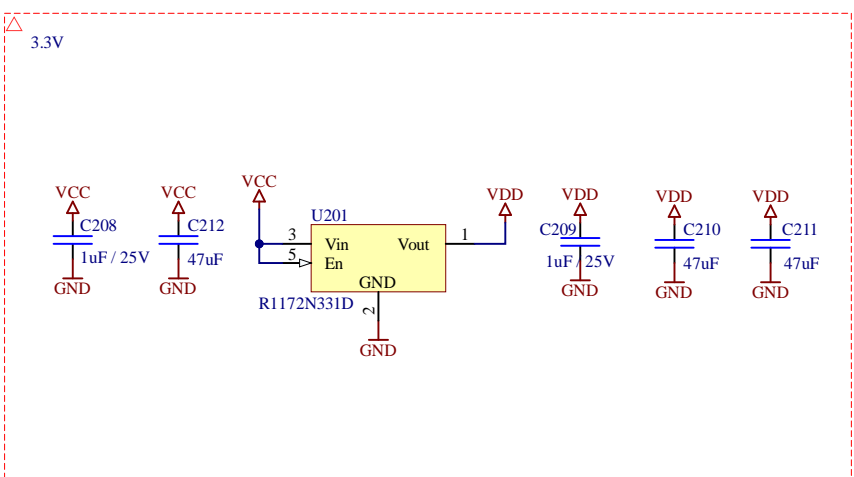 3.3V
VCC
C208
1uF / 25V
GND
VCC
C212
47uF
GND
VCC
U201
3
Vin
Vout
1
5
En
GND
R1172N331D
2
GND
VDD
VDD
C209
1uF / 25V
GND
VDD
C210
47uF
GND
VDD
C211
47uF
GND